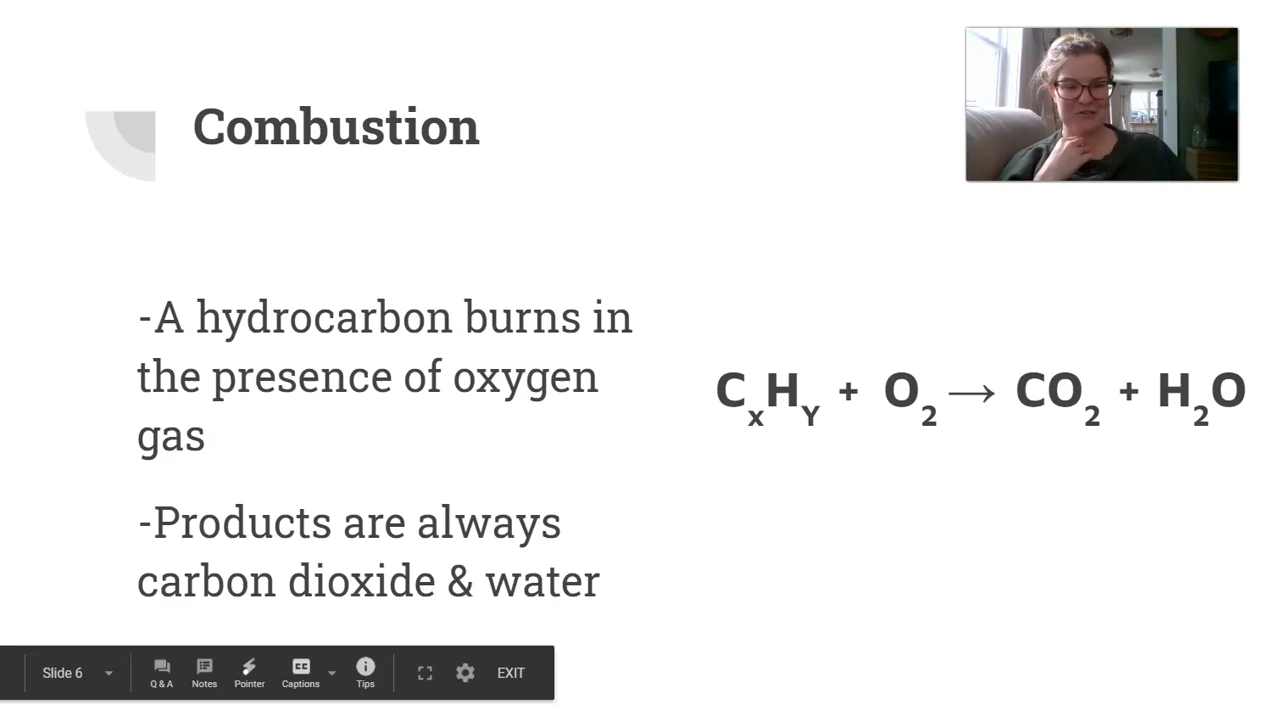 Combustion
-A hydrocarbon burns in
the presence of oxygen
gas
CₓHY + O₂ → CO₂ + H₂O
-Products are always
carbon dioxide & water
Slide 6
Q & A
Notes
Pointer
CC
Captions
Tips
EXIT